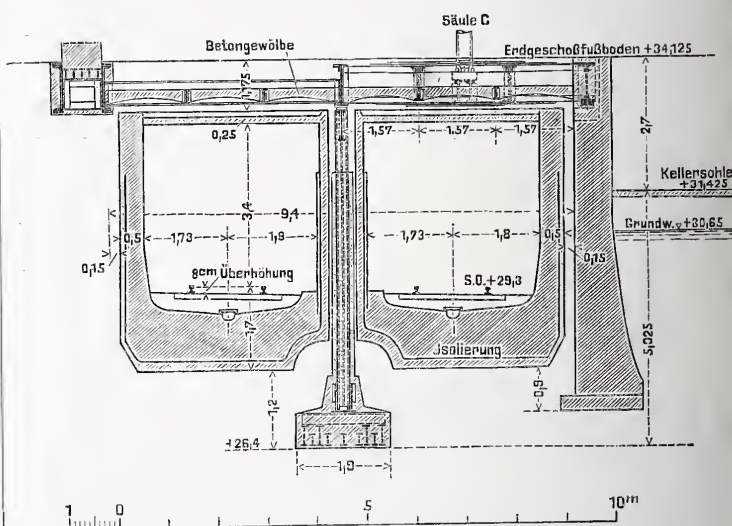 Säule C
Betongewölbe
Erdgeschoßfußboden +34,125
1,75
0,25
1,57
1,57
1,57
2,7
Kellersohle
+31,425
3,4
9,4
Grundw. +30,65
0,5
1,73
1,8
1,73
1,8
0,5
0,15
0,15
8cm Überhöhung
S.O.+29,3
1,7
5,025
Isolierung
1,2
0,9
+26,4
1,9
1
0
5
10m